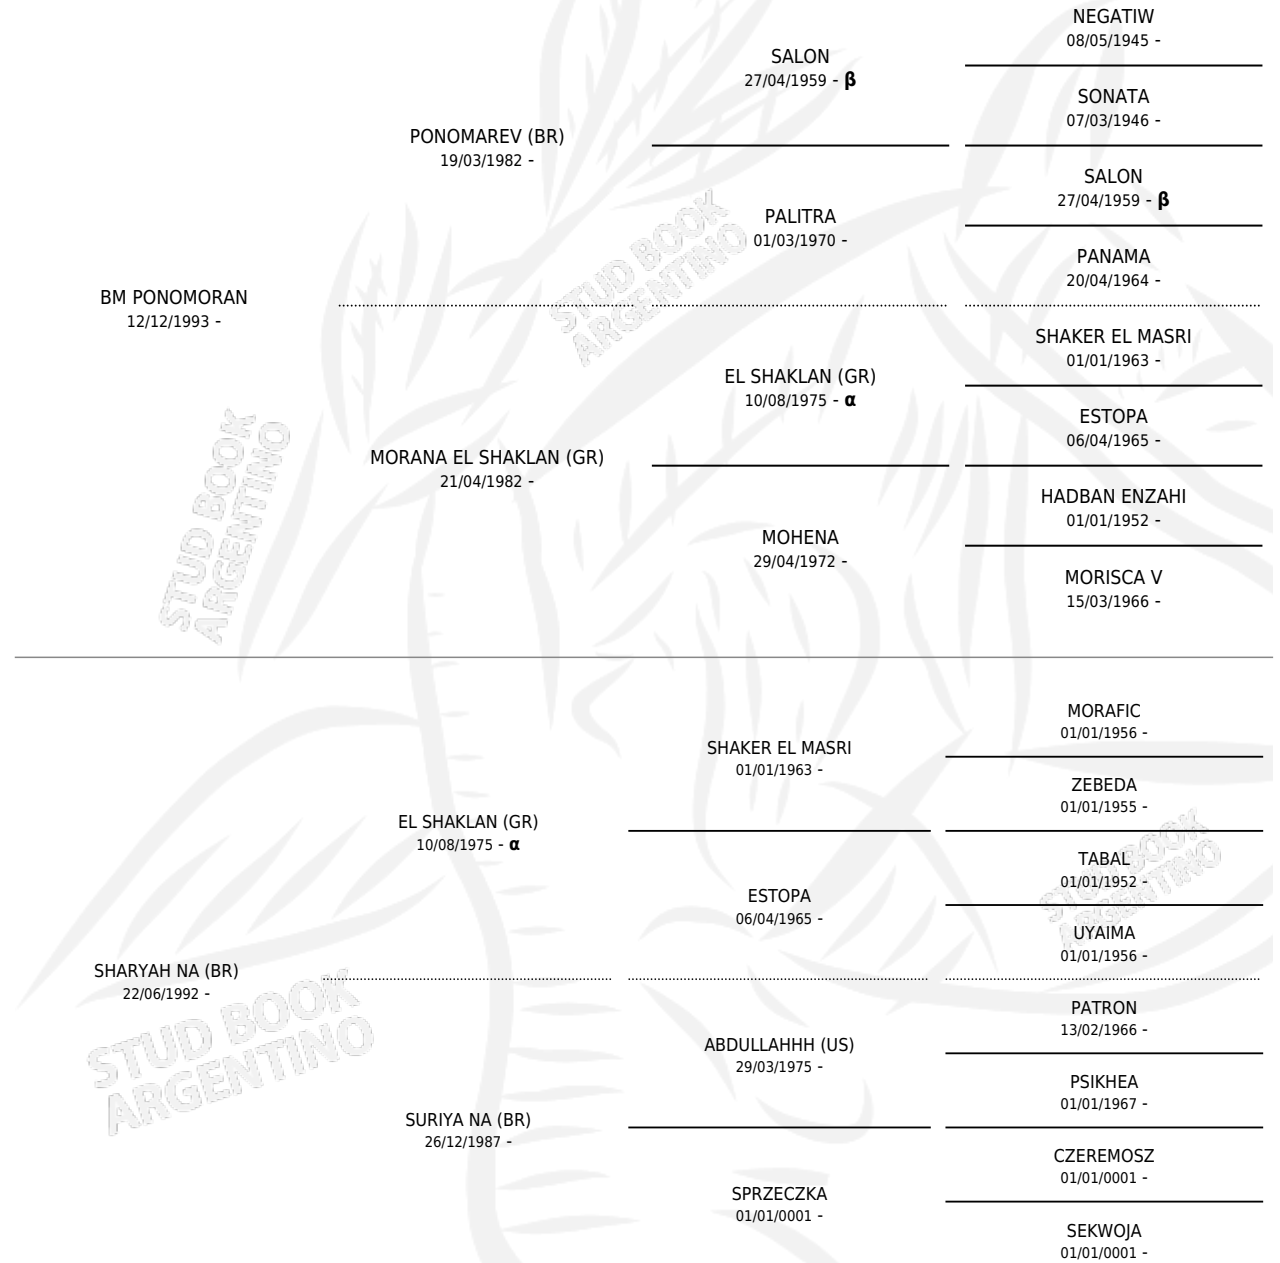 NEGATIW
08/05/1945 -
SALON
27/04/1959 - β
SONATA
07/03/1946 -
PONOMAREV (BR)
19/03/1982 -
SALON
27/04/1959 - β
PALITRA
01/03/1970 -
PANAMA
20/04/1964 -
BM PONOMORAN
12/12/1993 -
SHAKER EL MASRI
01/01/1963 -
EL SHAKLAN (GR)
10/08/1975 - α
ESTOPA
06/04/1965 -
MORANA EL SHAKLAN (GR)
21/04/1982 -
HADBAN ENZAHI
01/01/1952 -
MOHENA
29/04/1972 -
MORISCA V
15/03/1966 -
STUD BOOK
ARGENTINO
STUD BOOK
ARGENTINO
MORAFIC
01/01/1956 -
SHAKER EL MASRI
01/01/1963 -
ZEBEDA
01/01/1955 -
EL SHAKLAN (GR)
10/08/1975 - α
TABAL
01/01/1952 -
ESTOPA
06/04/1965 -
UYAIMA
01/01/1956 -
SHARYAH NA (BR)
22/06/1992 -
PATRON
13/02/1966 -
ABDULLAHHH (US)
29/03/1975 -
PSIKHEA
01/01/1967 -
SURIYA NA (BR)
26/12/1987 -
CZEREMOSZ
01/01/0001 -
SPRZECZKA
01/01/0001 -
SEKWOJA
01/01/0001 -
STUD BOOK
ARGENTINO
STUD BOOK
ARGENTINO